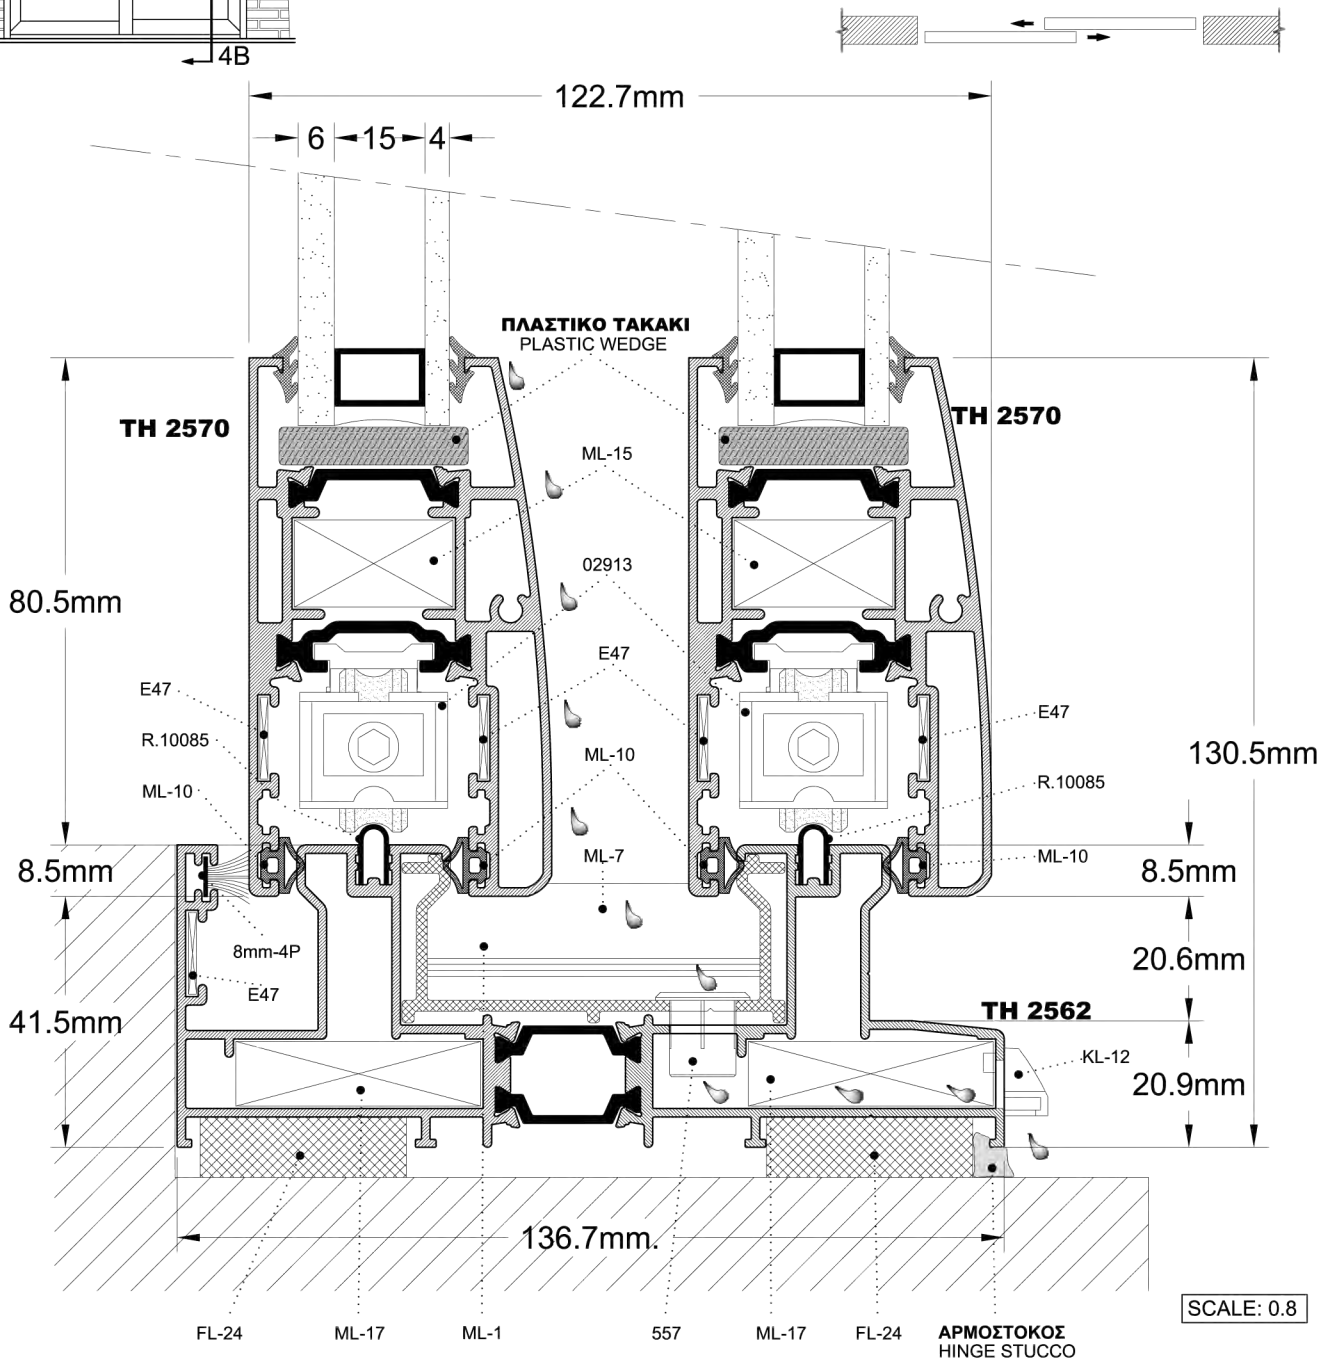 4B
122.7mm
6
15
4
ΠΛΑΣΤΙΚΟ ΤΑΚΑΚΙ
PLASTIC WEDGE
TH 2570
TH 2570
ML-15
02913
80.5mm
E47
E47
E47
R.10085
ML-10
130.5mm
ML-10
R.10085
ML-7
ML-10
8.5mm
8.5mm
8mm-4P
20.6mm
E47
41.5mm
TH 2562
KL-12
20.9mm
136.7mm.
SCALE: 0.8
FL-24
ML-17
ML-1
557
ML-17
FL-24
ΑΡΜΟΣΤΟΚΟΣ
HINGE STUCCO